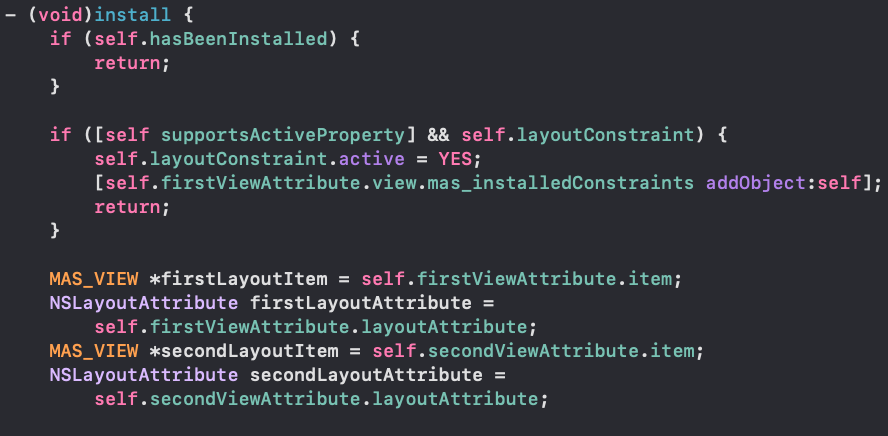 - (void)install {
    if (self.hasBeenInstalled) {
        return;
    }

    if ([self supportsActiveProperty] && self.layoutConstraint) {
        self.layoutConstraint.active = YES;
        [self.firstViewAttribute.view.mas_installedConstraints addObject:self];
        return;
    }

    MAS_VIEW *firstLayoutItem = self.firstViewAttribute.item;
    NSLayoutAttribute firstLayoutAttribute =
        self.firstViewAttribute.layoutAttribute;
    MAS_VIEW *secondLayoutItem = self.secondViewAttribute.item;
    NSLayoutAttribute secondLayoutAttribute =
        self.secondViewAttribute.layoutAttribute;